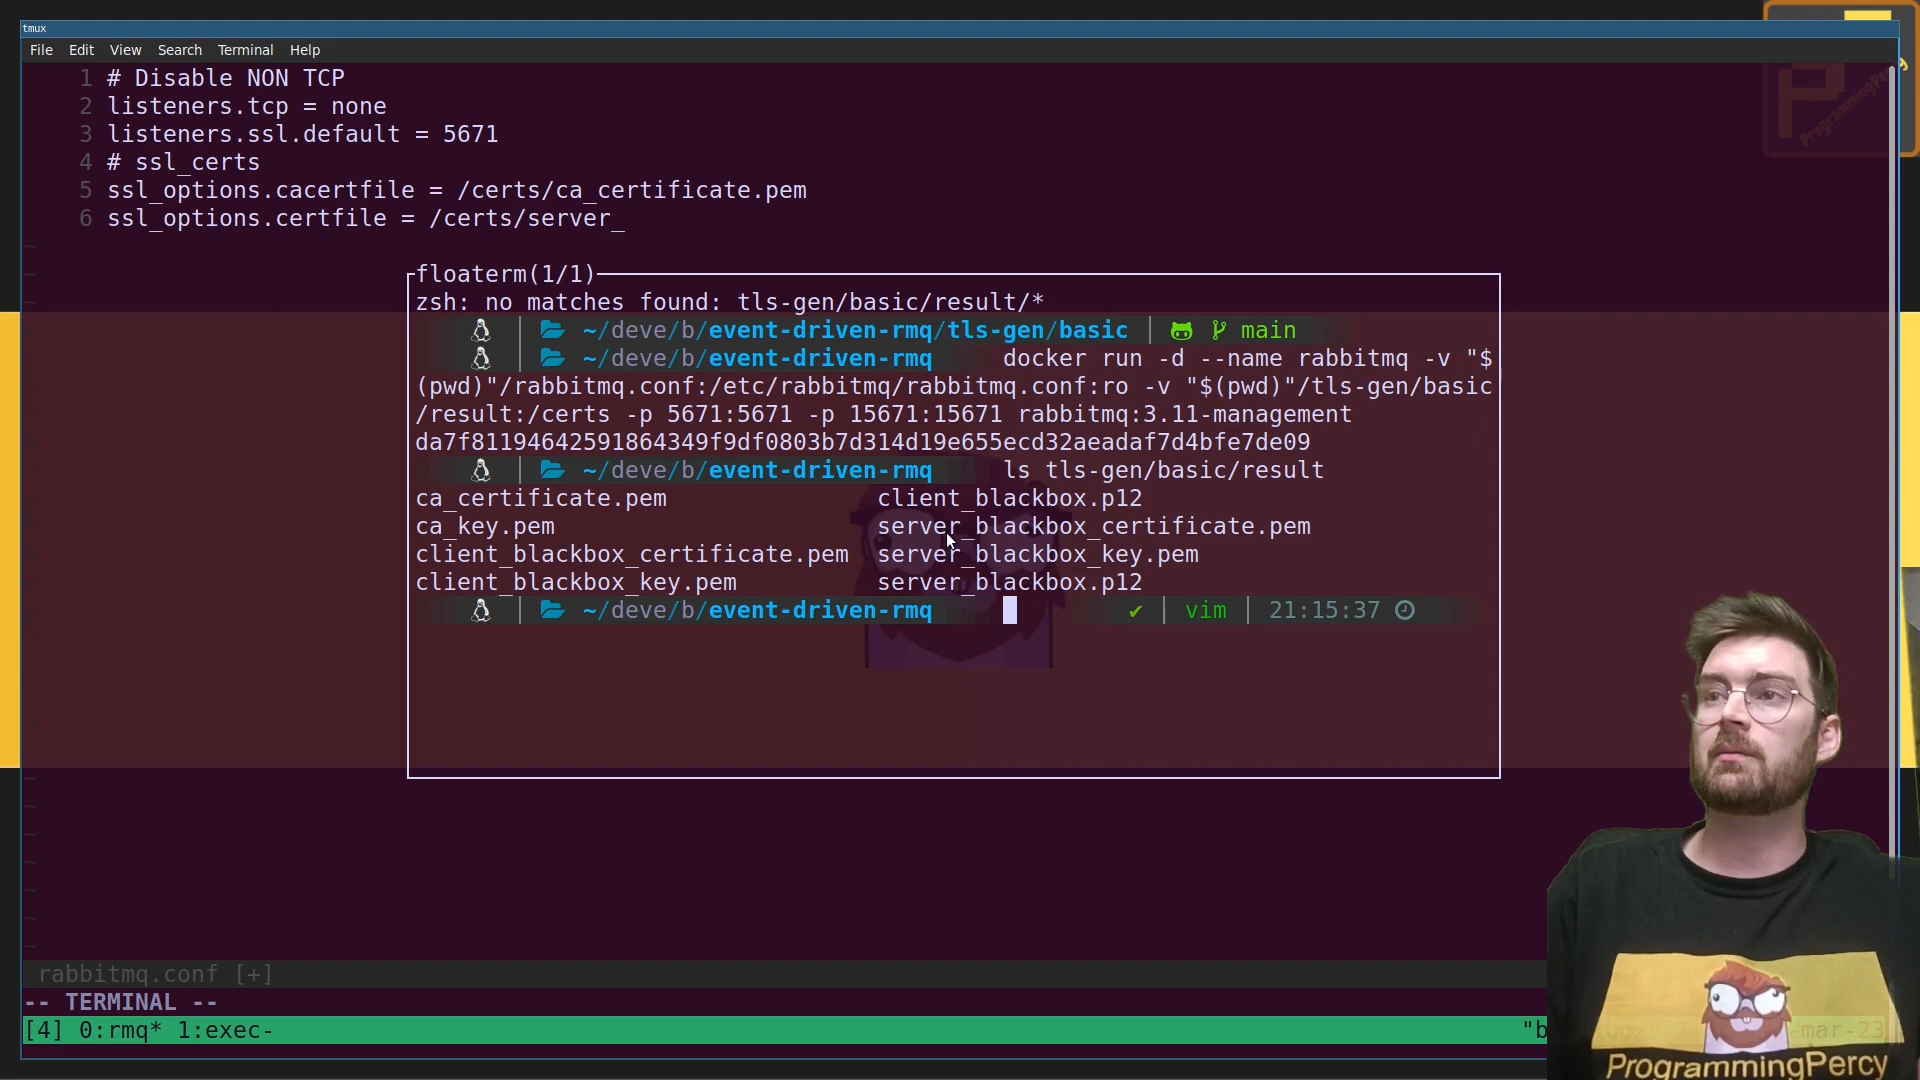 tmux
File Edit View Search Terminal Help
1 # Disable NON TCP
2 listeners.tcp = none
3 listeners.ssl.default = 5671
4 # ssl_certs
5 ssl_options.cacertfile = /certs/ca_certificate.pem
6 ssl_options.certfile = /certs/server_
floaterm(1/1)
zsh: no matches found: tls-gen/basic/result/*
~/deve/b/event-driven-rmq/tls-gen/basic | main
~/deve/b/event-driven-rmq docker run -d --name rabbitmq -v "$
(pwd)"/rabbitmq.conf:/etc/rabbitmq/rabbitmq.conf:ro -v "$(pwd)"/tls-gen/basic
/result:/certs -p 5671:5671 -p 15671:15671 rabbitmq:3.11-management
da7f81194642591864349f9df0803b7d314d19e655ecd32aeadaf7d4bfe7de09
~/deve/b/event-driven-rmq ls tls-gen/basic/result
ca_certificate.pem client_blackbox.p12
ca_key.pem server_blackbox_certificate.pem
client_blackbox_certificate.pem server_blackbox_key.pem
client_blackbox_key.pem server_blackbox.p12
~/deve/b/event-driven-rmq ✔ | vim | 21:15:37
rabbitmq.conf [+]
-- TERMINAL --
[4] 0:rmq* 1:exec- "b -mar-23
ProgrammingPercy